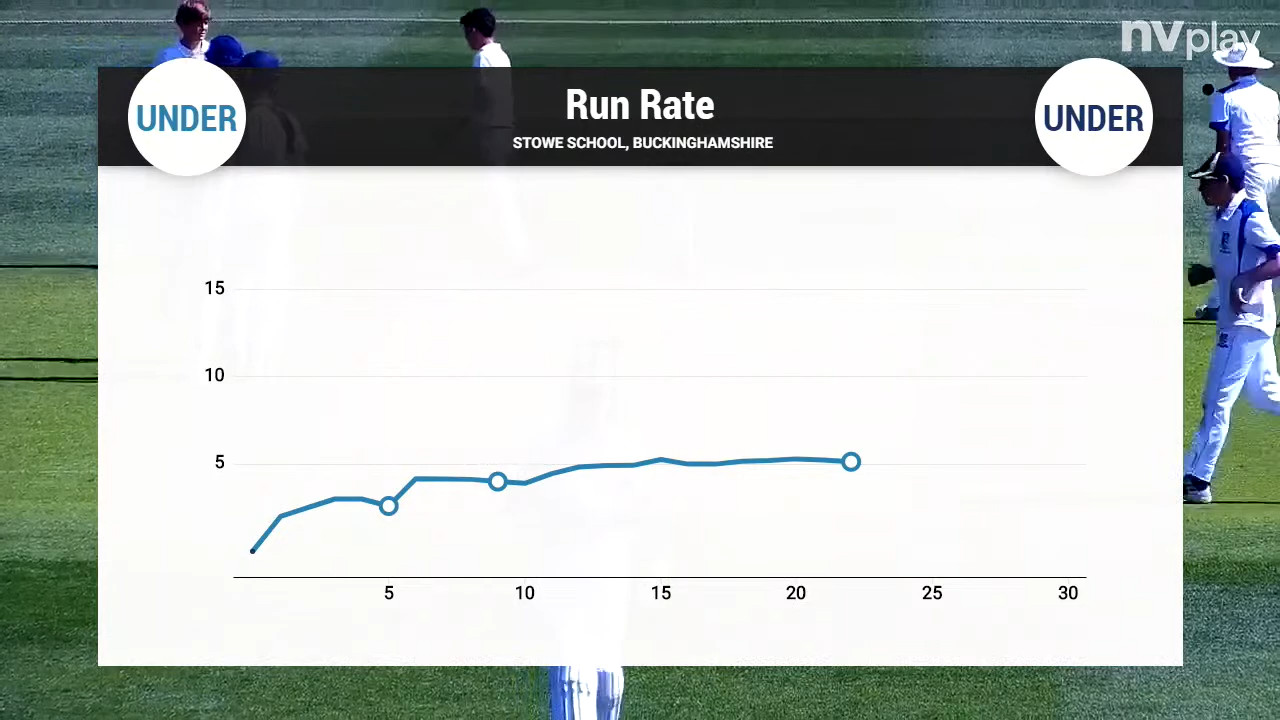 nvplay
UNDER
Run Rate
STOWE SCHOOL, BUCKINGHAMSHIRE
UNDER
15
10
5
5
10
15
20
25
30